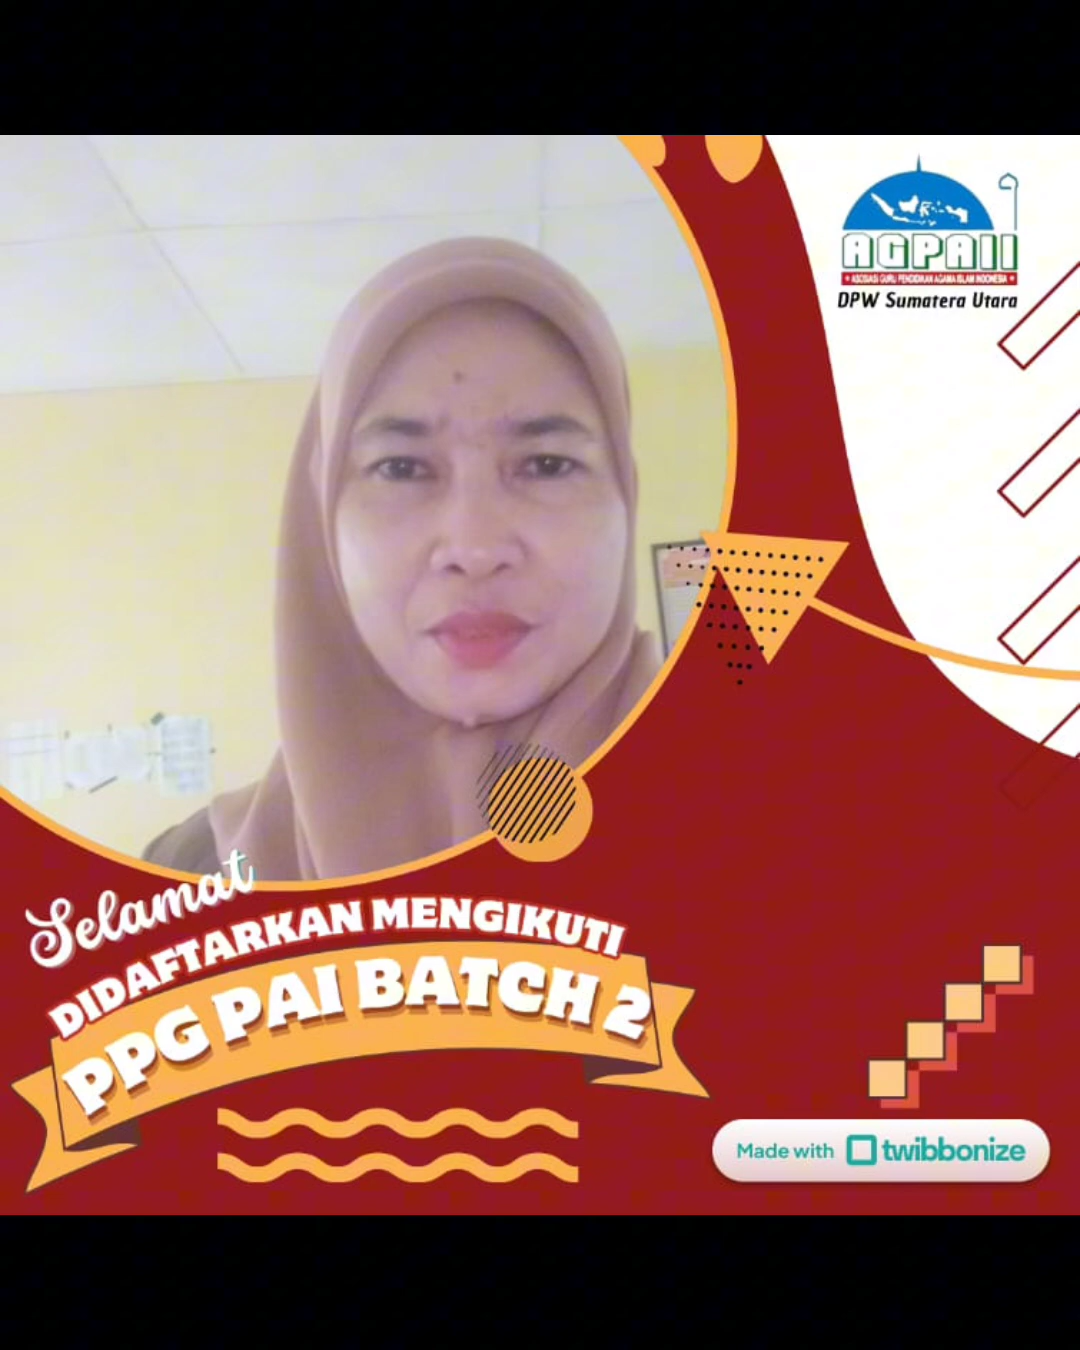 AGPAII
ASOSIASI GURU PENDIDIKAN AGAMA ISLAM INDONESIA
DPW Sumatera Utara
Selamat
DIDAFTARKAN MENGIKUTI
PPG PAI BATCH 2
Made with twibbonize